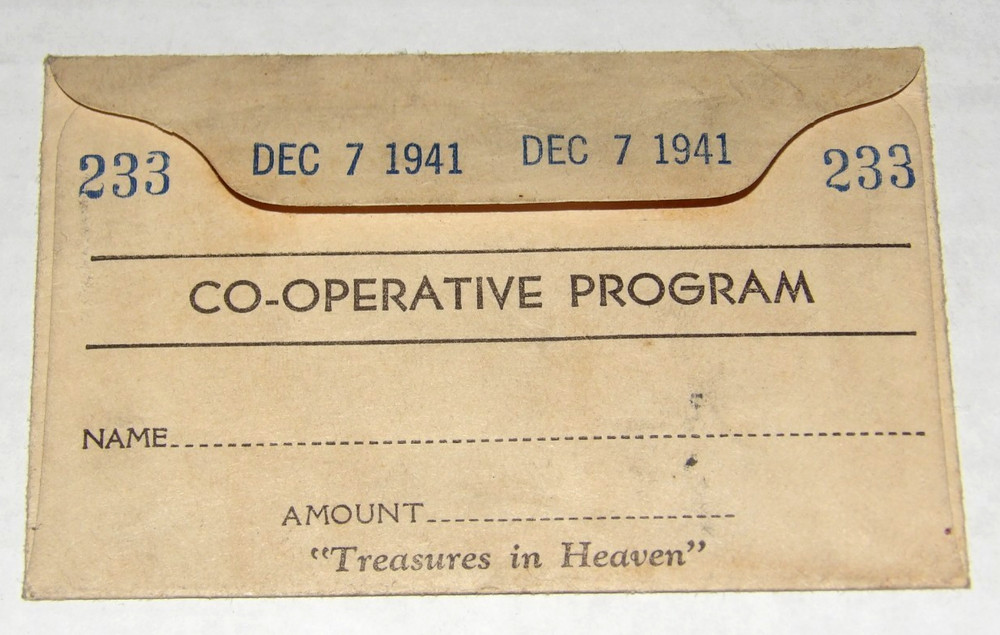 233 DEC 7 1941 DEC 7 1941 233
CO-OPERATIVE PROGRAM
NAME
AMOUNT
"Treasures in Heaven"